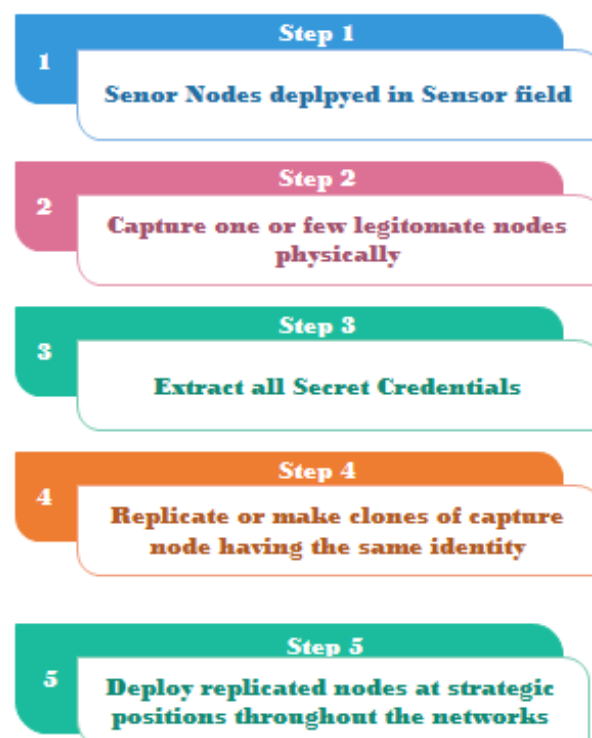 Step 1
1
Senor Nodes deplpyed in Sensor field
Step 2
2
Capture one or few legitomate nodes
physically
Step 3
3
Extract all Secret Credentials
Step 4
4
Replicate or make clones of capture
node having the same identity
Step 5
5
Deploy replicated nodes at strategic
positions throughout the networks